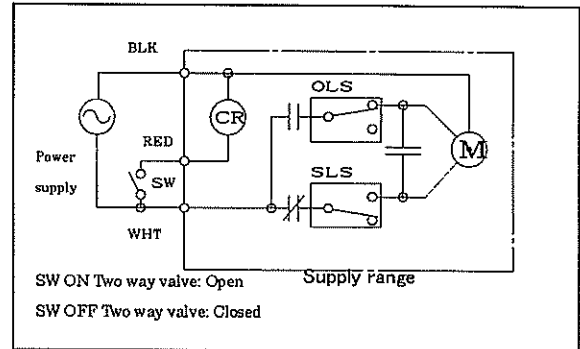 BLK
OLS
CR
RED
M
Power
supply
SW
SLS
WHT
Supply range
SW ON Two way valve: Open
SW OFF Two way valve: Closed